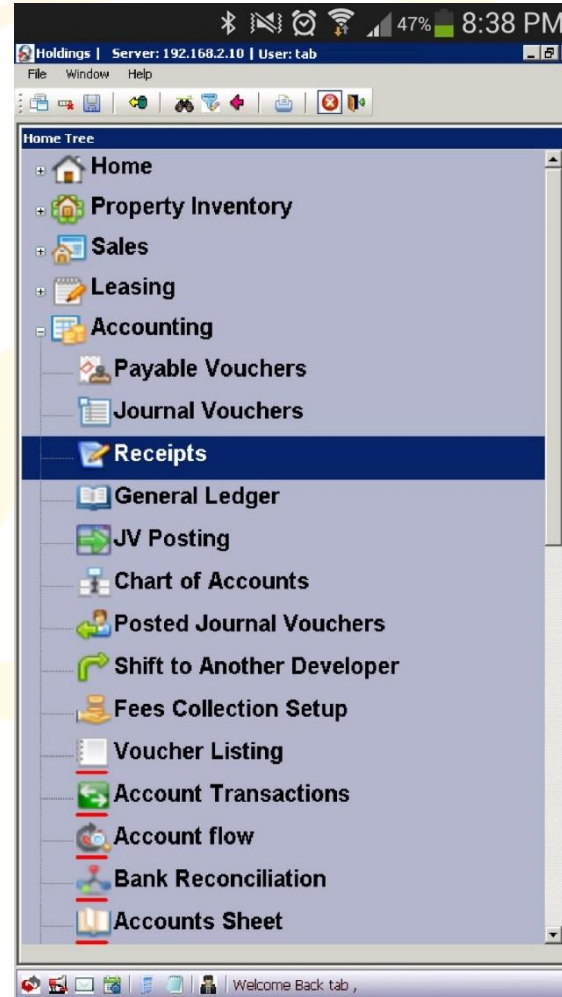 47% 8:38 PM
Holdings | Server: 192.168.2.10 | User: tab
File Window Help
Home Tree
Home
Property Inventory
Sales
Leasing
Accounting
Payable Vouchers
Journal Vouchers
Receipts
General Ledger
JV Posting
Chart of Accounts
Posted Journal Vouchers
Shift to Another Developer
Fees Collection Setup
Voucher Listing
Account Transactions
Account flow
Bank Reconciliation
Accounts Sheet
Welcome Back tab ,